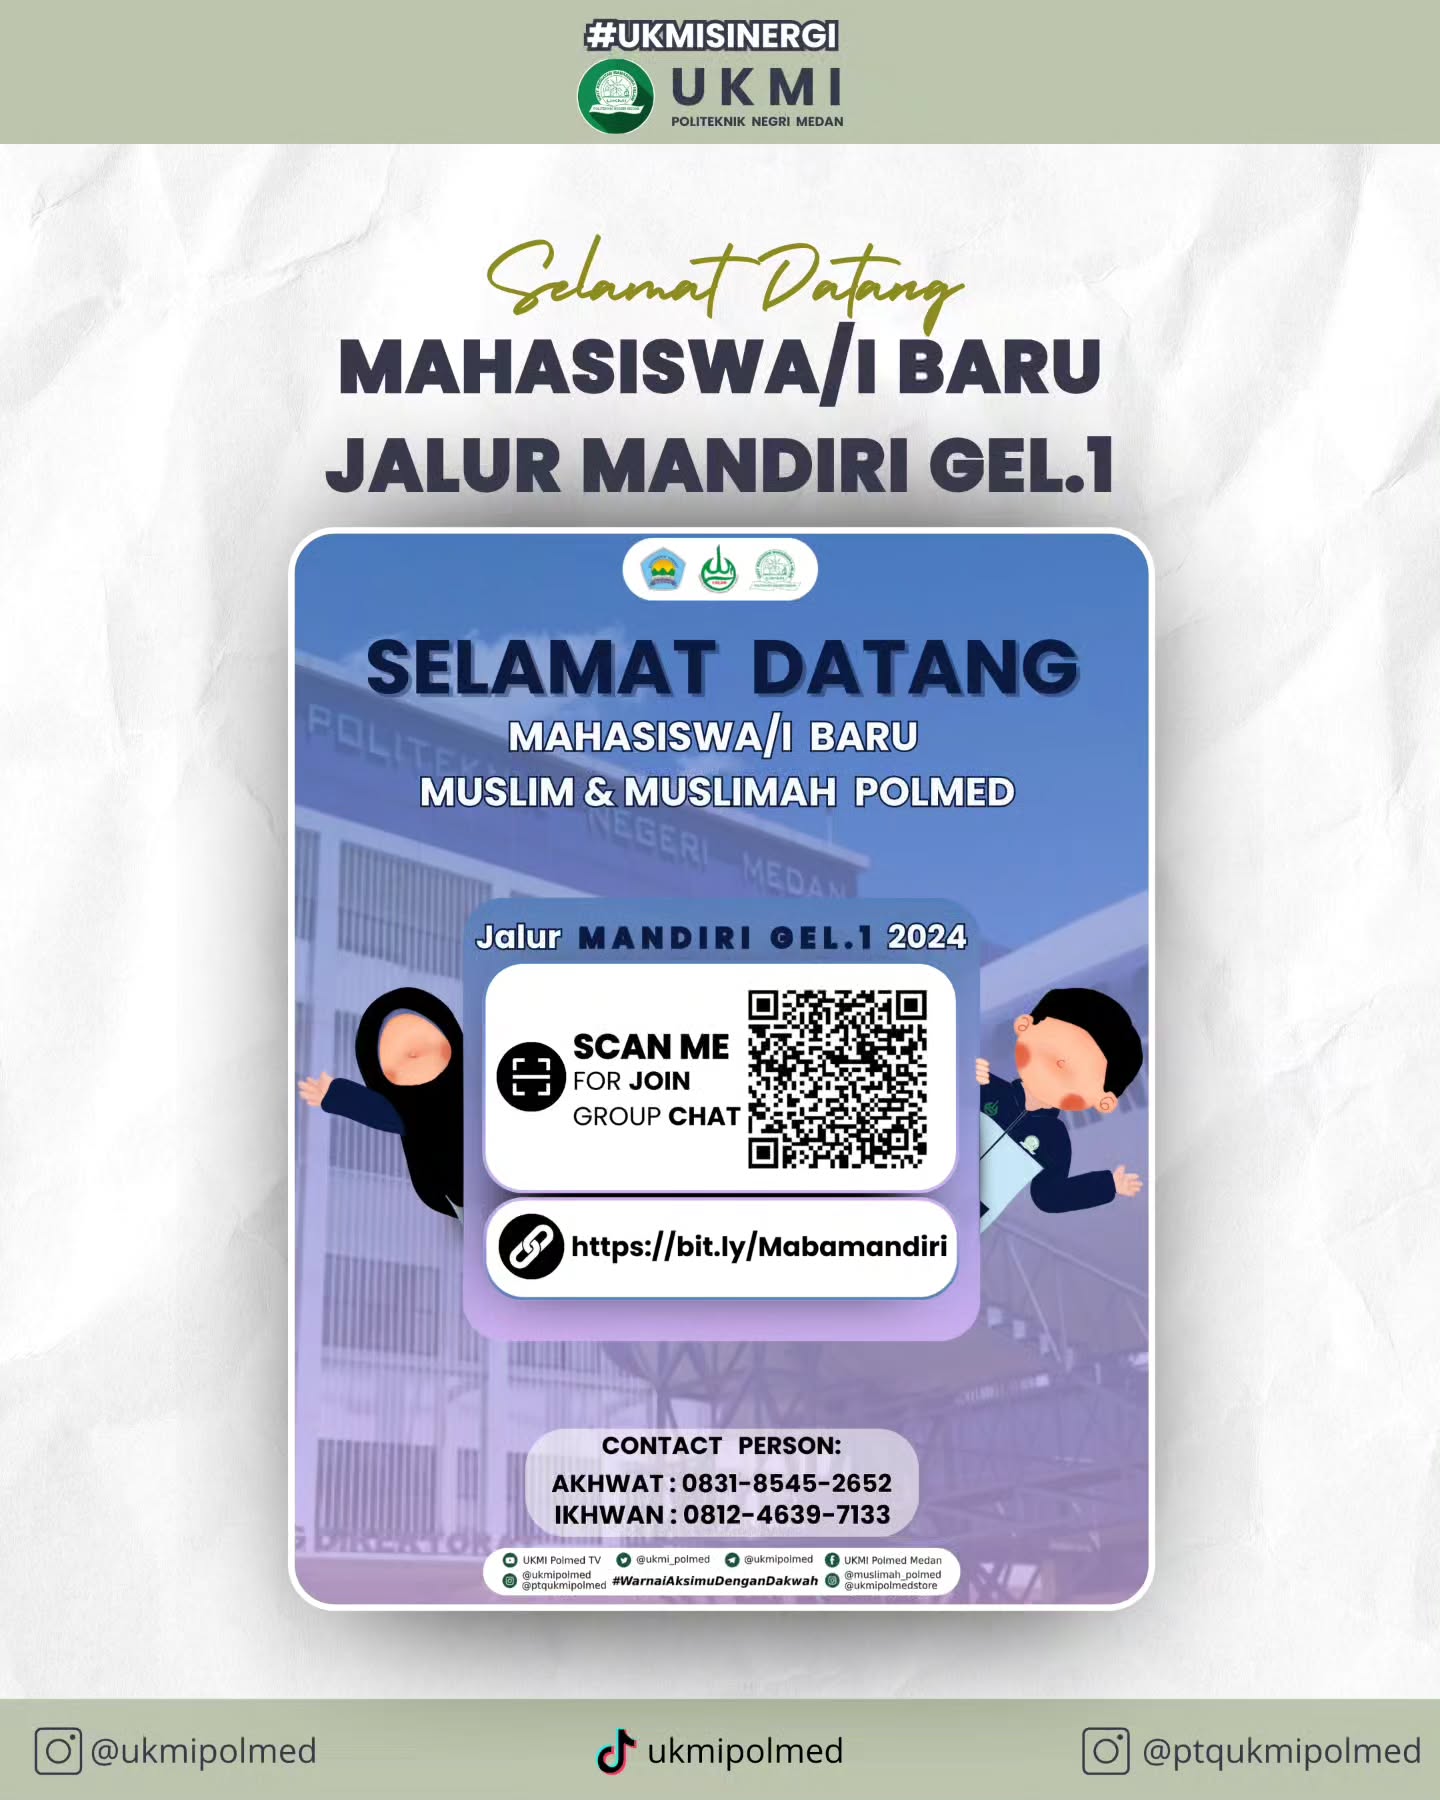 #UKMISINERGI
UKMI
POLITEKNIK NEGRI MEDAN
Selamat Datang
MAHASISWA/I BARU
JALUR MANDIRI GEL.1
SELAMAT DATANG
MAHASISWA/I BARU
MUSLIM & MUSLIMAH POLMED
POLITEKNIK NEGERI MEDAN
Jalur MANDIRI GEL.1 2024
SCAN ME
FOR JOIN
GROUP CHAT
https://bit.ly/Mabamandiri
CONTACT PERSON:
AKHWAT : 0831-8545-2652
IKHWAN : 0812-4639-7133
UKMI Polmed TV @ukmi_polmed @ukmipolmed UKMI Polmed Medan
@ukmipolmed
@ptqukmipolmed
#WarnaiAksimuDenganDakwah
@muslimah_polmed
@ukmipolmedstore
@ukmipolmed
ukmipolmed
@ptqukmipolmed